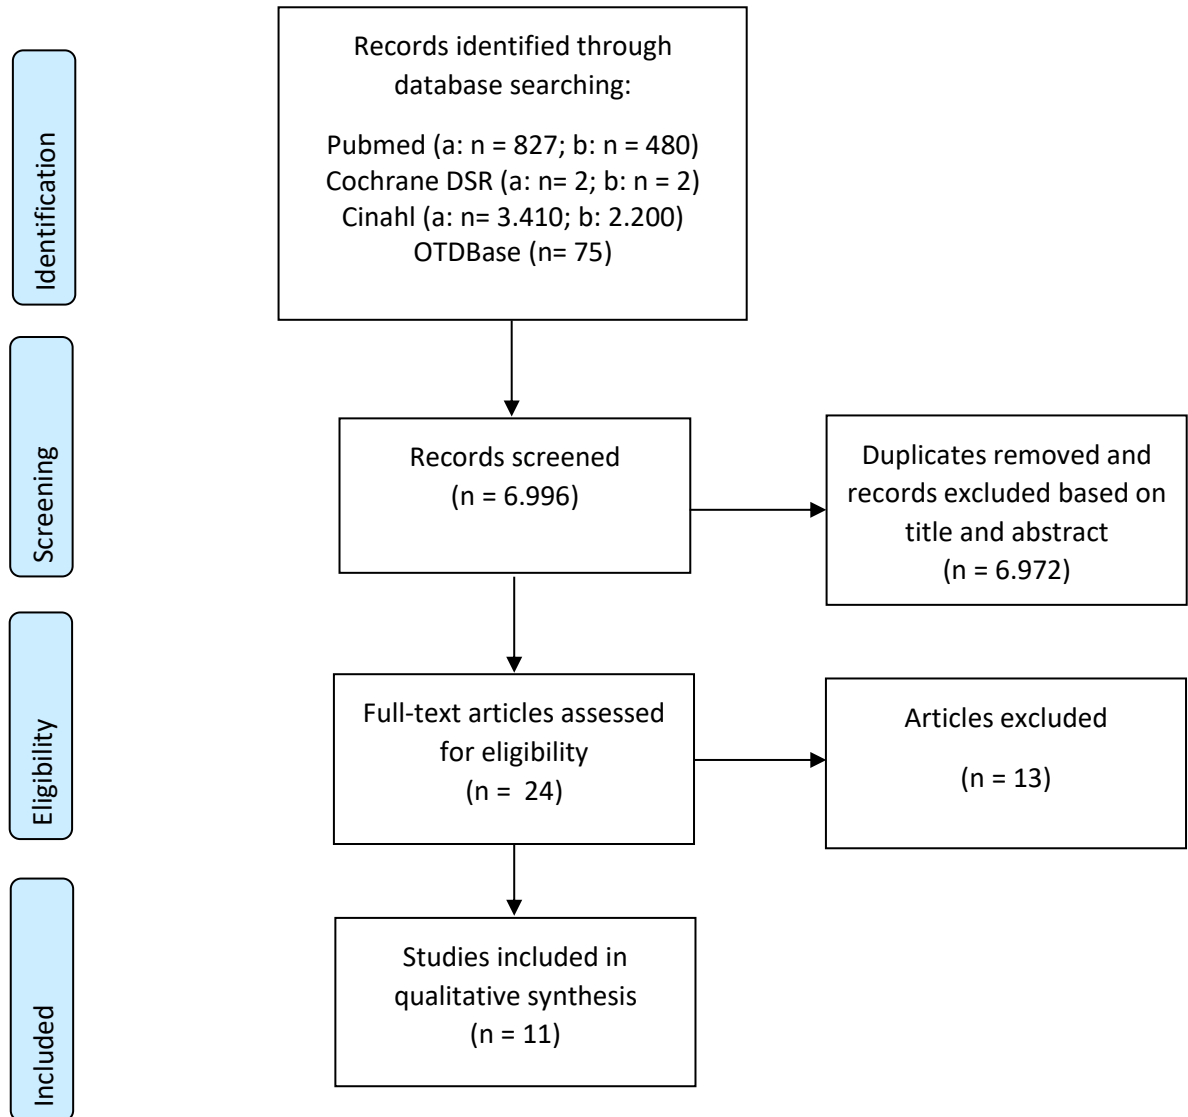 Identification
Records identified through
database searching:
Pubmed (a: n = 827; b: n = 480)
Cochrane DSR (a: n= 2; b: n = 2)
Cinahl (a: n= 3.410; b: 2.200)
OTDBase (n= 75)
Screening
Records screened
(n = 6.996)
Duplicates removed and
records excluded based on
title and abstract
(n = 6.972)
Eligibility
Full-text articles assessed
for eligibility
(n =  24)
Articles excluded
(n = 13)
Included
Studies included in
qualitative synthesis
(n = 11)